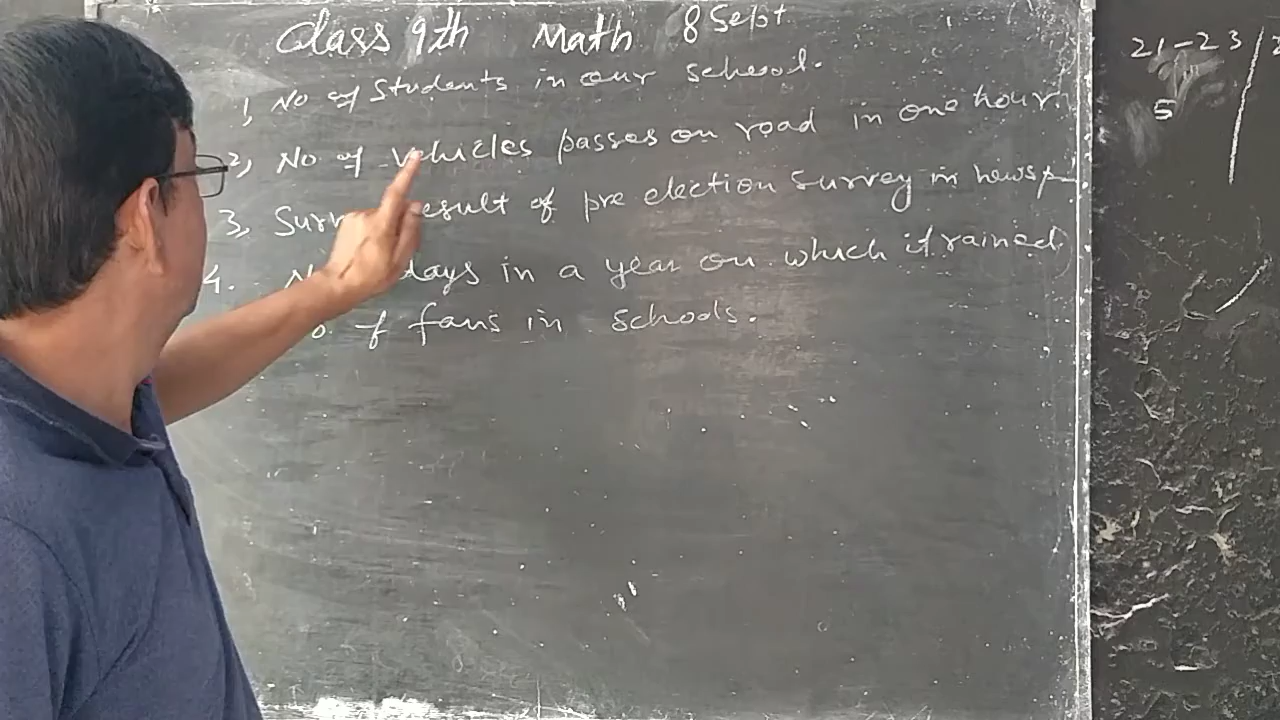 Class 9th Math 8 Sept
1, No of Students in our school.
2, No of vehicles passes on road in one hour.
3, Surv result of pre election survey in newsp
4. N days in a year on which it rained.
o f fans in schools.
21-23
5